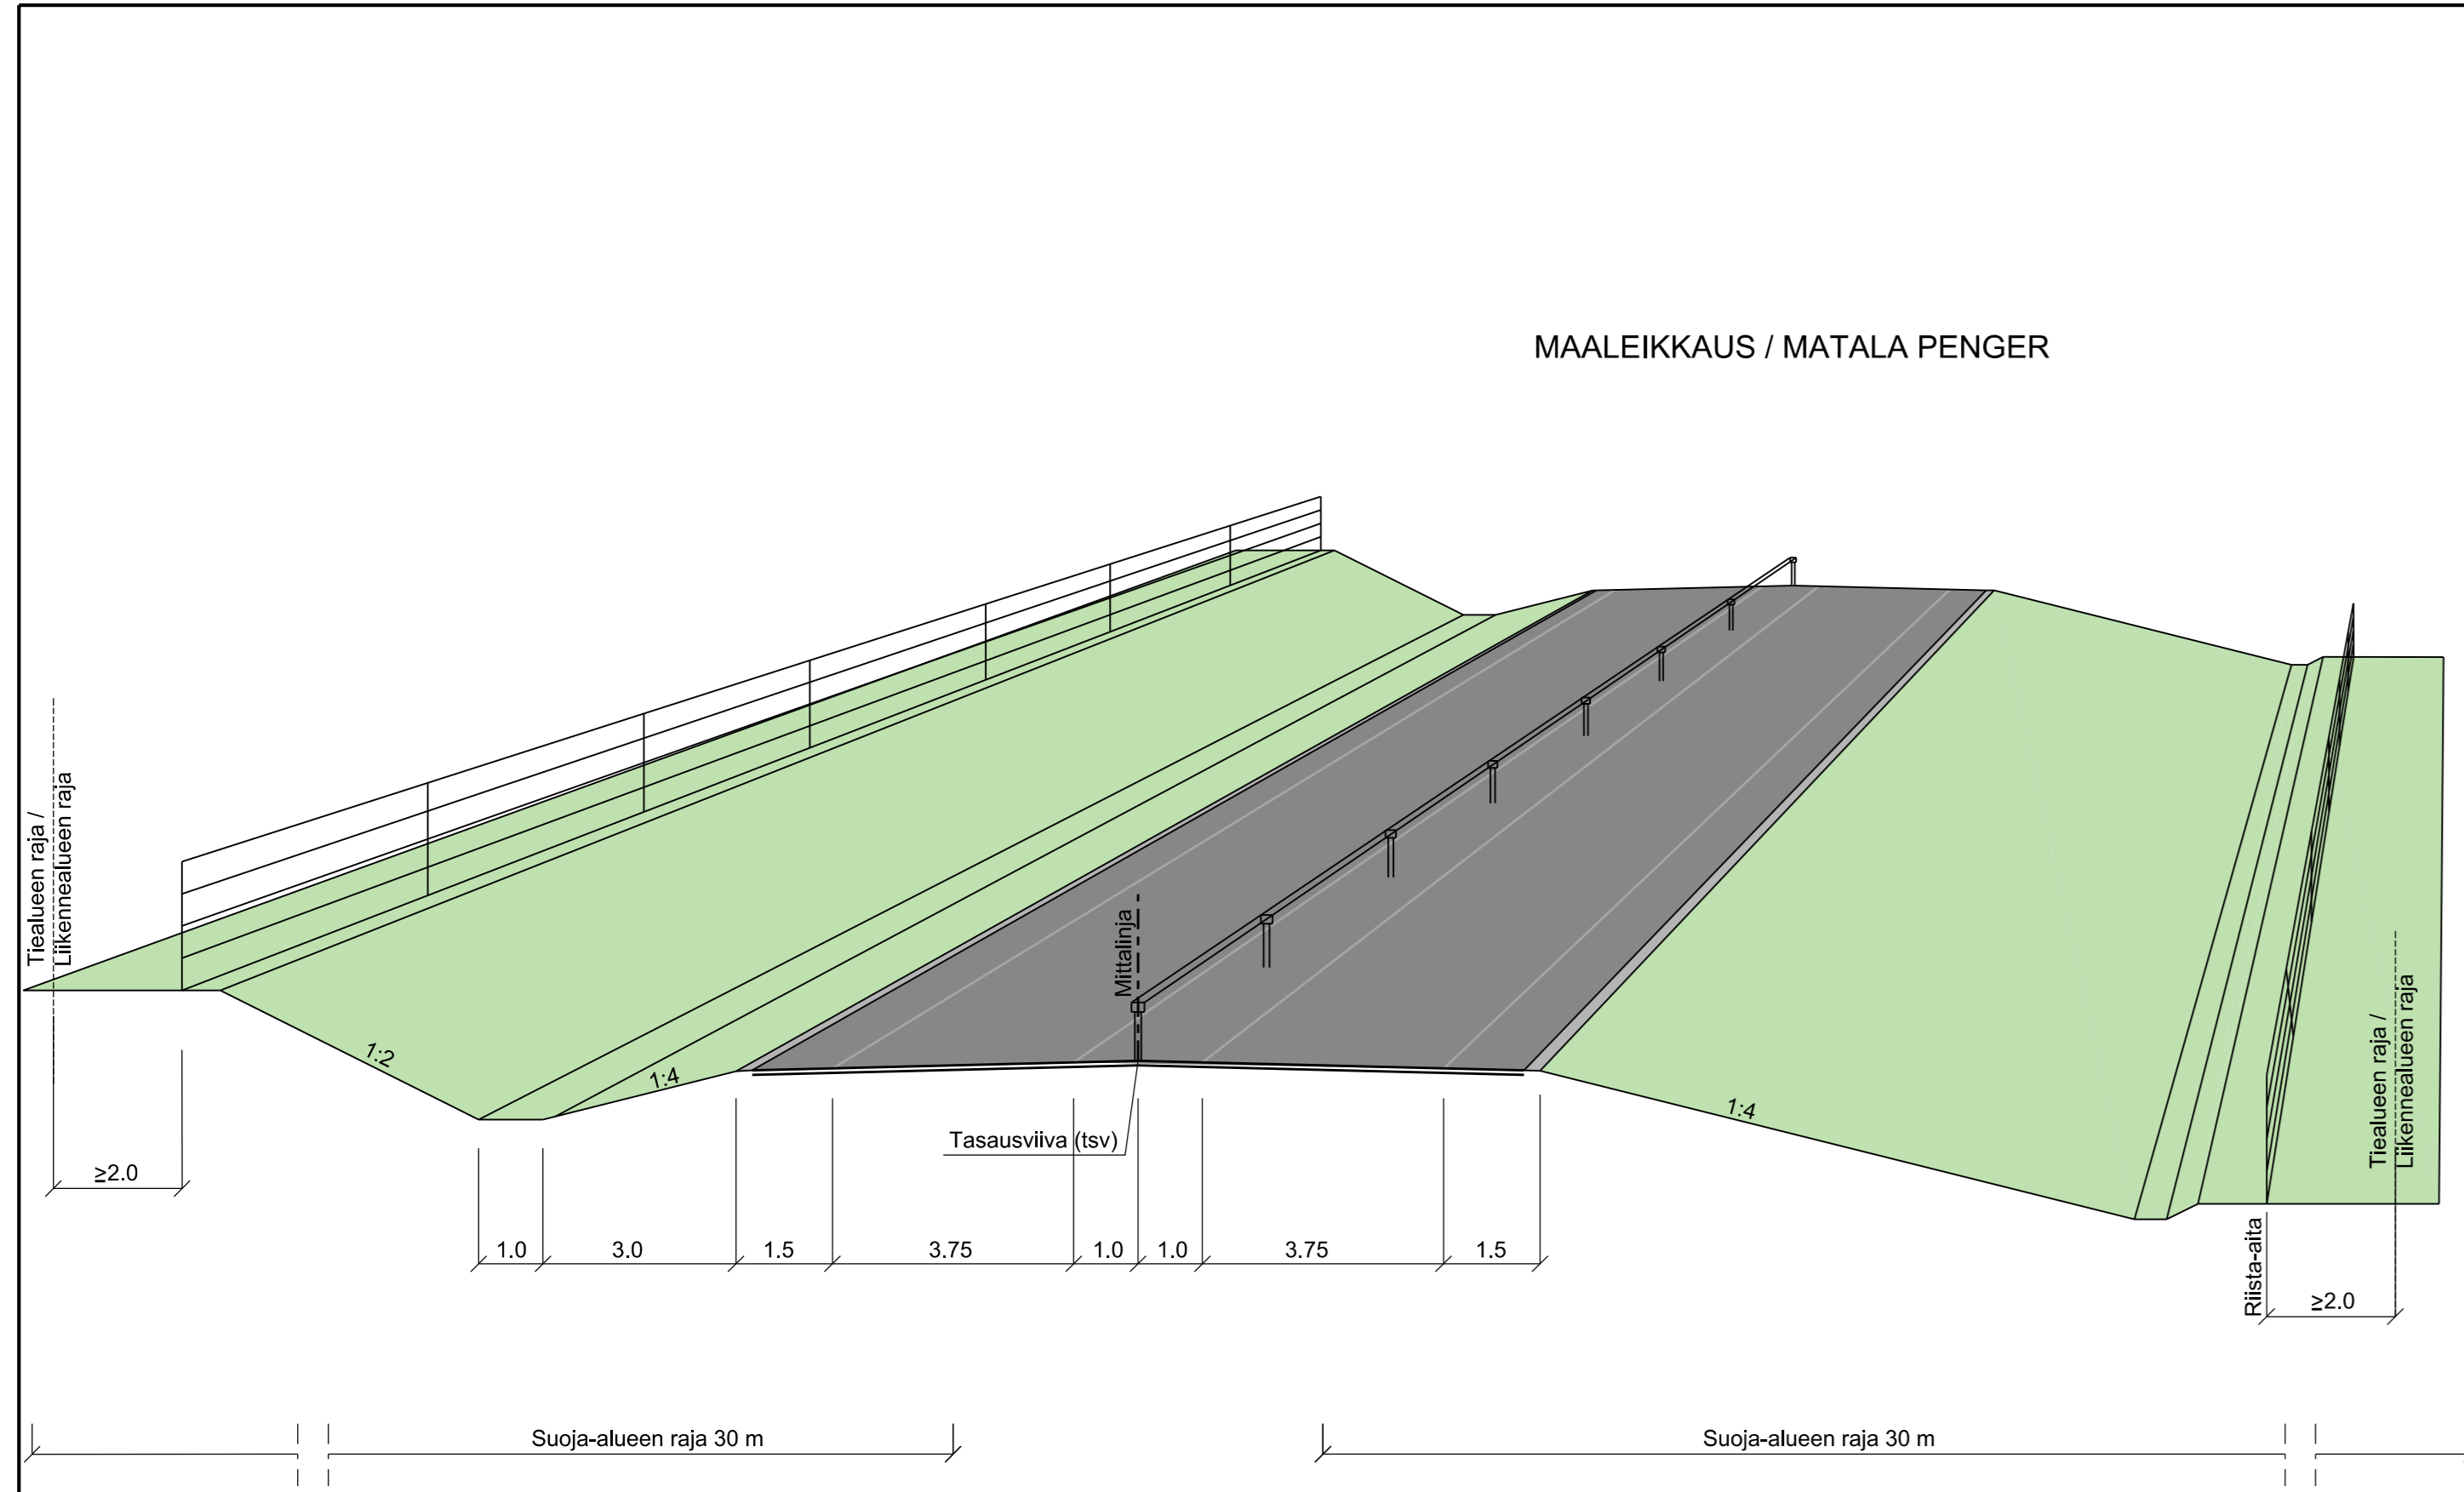 MAALEIKKAUS / MATALA PENGER
Tiealueen raja /
Liikennealueen raja
Mittalinja
1:2
1:4
1:4
Tiealueen raja /
Liikennealueen raja
Tasausviiva (tsv)
≥2.0
1.0
3.0
1.5
3.75
1.0
1.0
3.75
1.5
Riista-aita
≥2.0
Suoja-alueen raja 30 m
Suoja-alueen raja 30 m